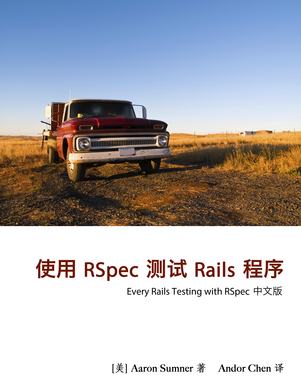 使用 RSpec 测试 Rails 程序
Every Rails Testing with RSpec 中文版
[美] Aaron Sumner 著 Andor Chen 译